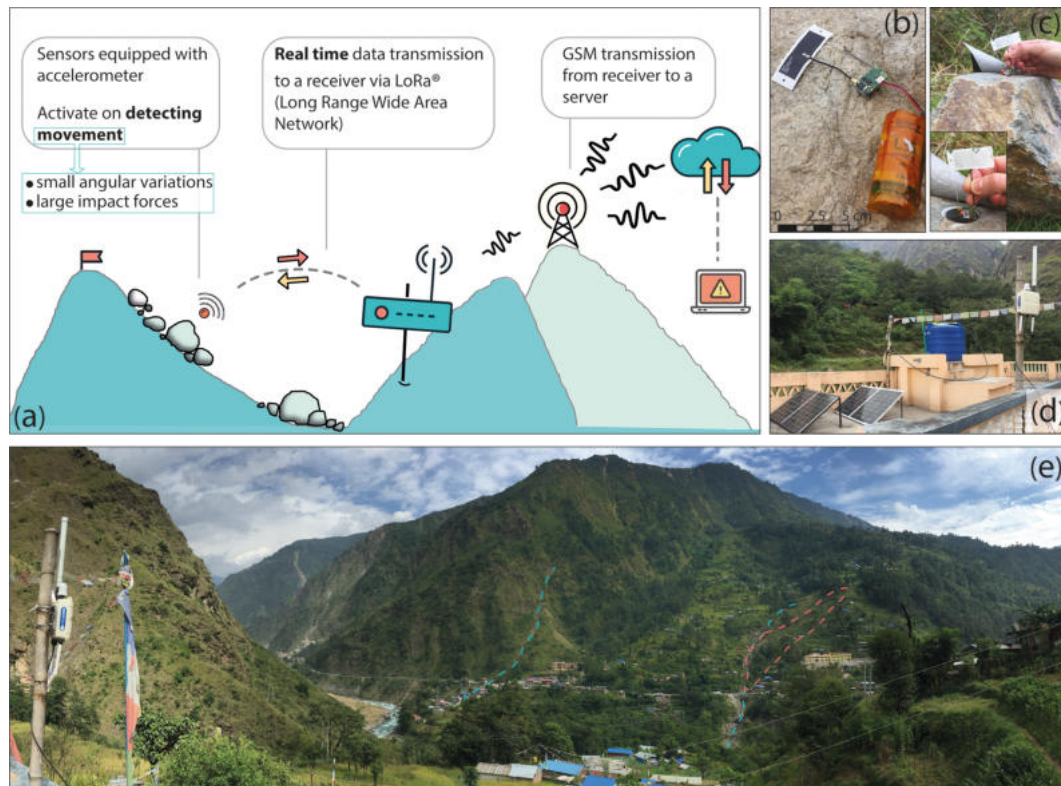 Sensors equipped with
accelerometer
Activate on detecting
movement
● small angular variations
● large impact forces
Real time data transmission
to a receiver via LoRa®
(Long Range Wide Area
Network)
GSM transmission
from receiver to a
server
(a)
(b)
0 2.5 5 cm
(c)
(d)
(e)